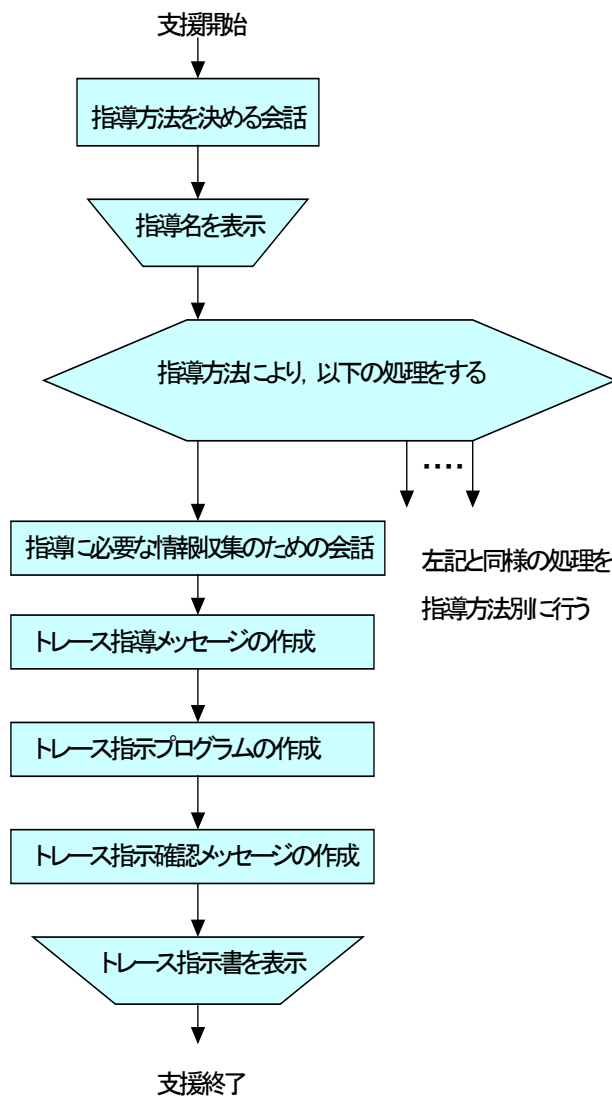 支援開始
指導方法を決める会話
指導名を表示
指導方法により，以下の処理をする
‥‥
指導に必要な情報収集のための会話
左記と同様の処理を
指導方法別に行う
トレース指導メッセージの作成
トレース指示プログラムの作成
トレース指示確認メッセージの作成
トレース指示書を表示
支援終了